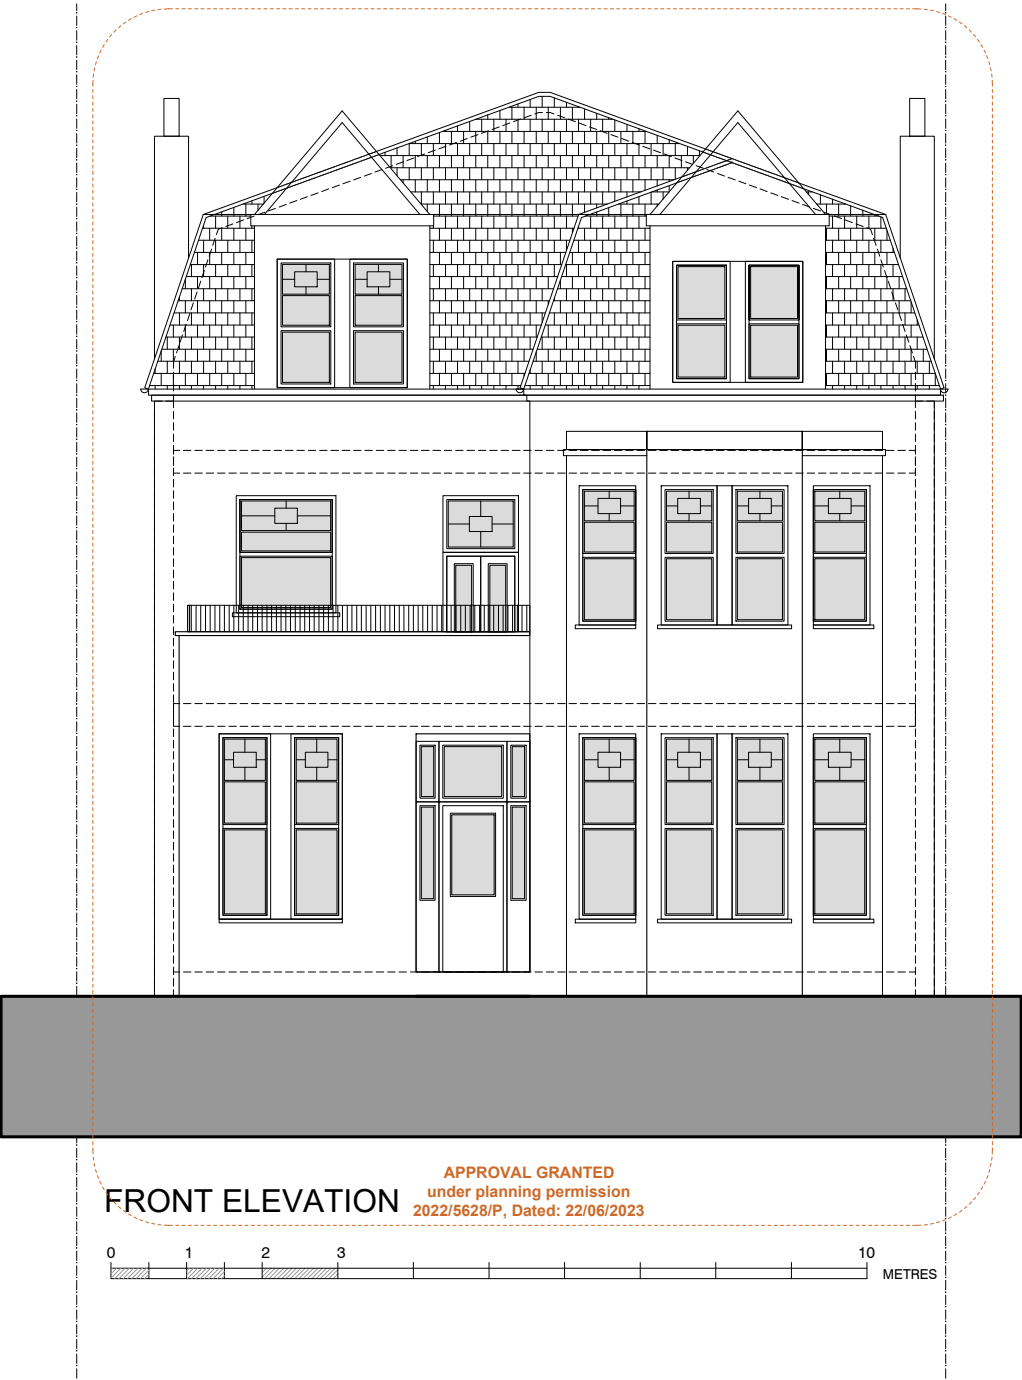 APPROVAL GRANTED
under planning permission
2022/5628/P, Dated: 22/06/2023
FRONT ELEVATION
0 1 2 3 10
METRES